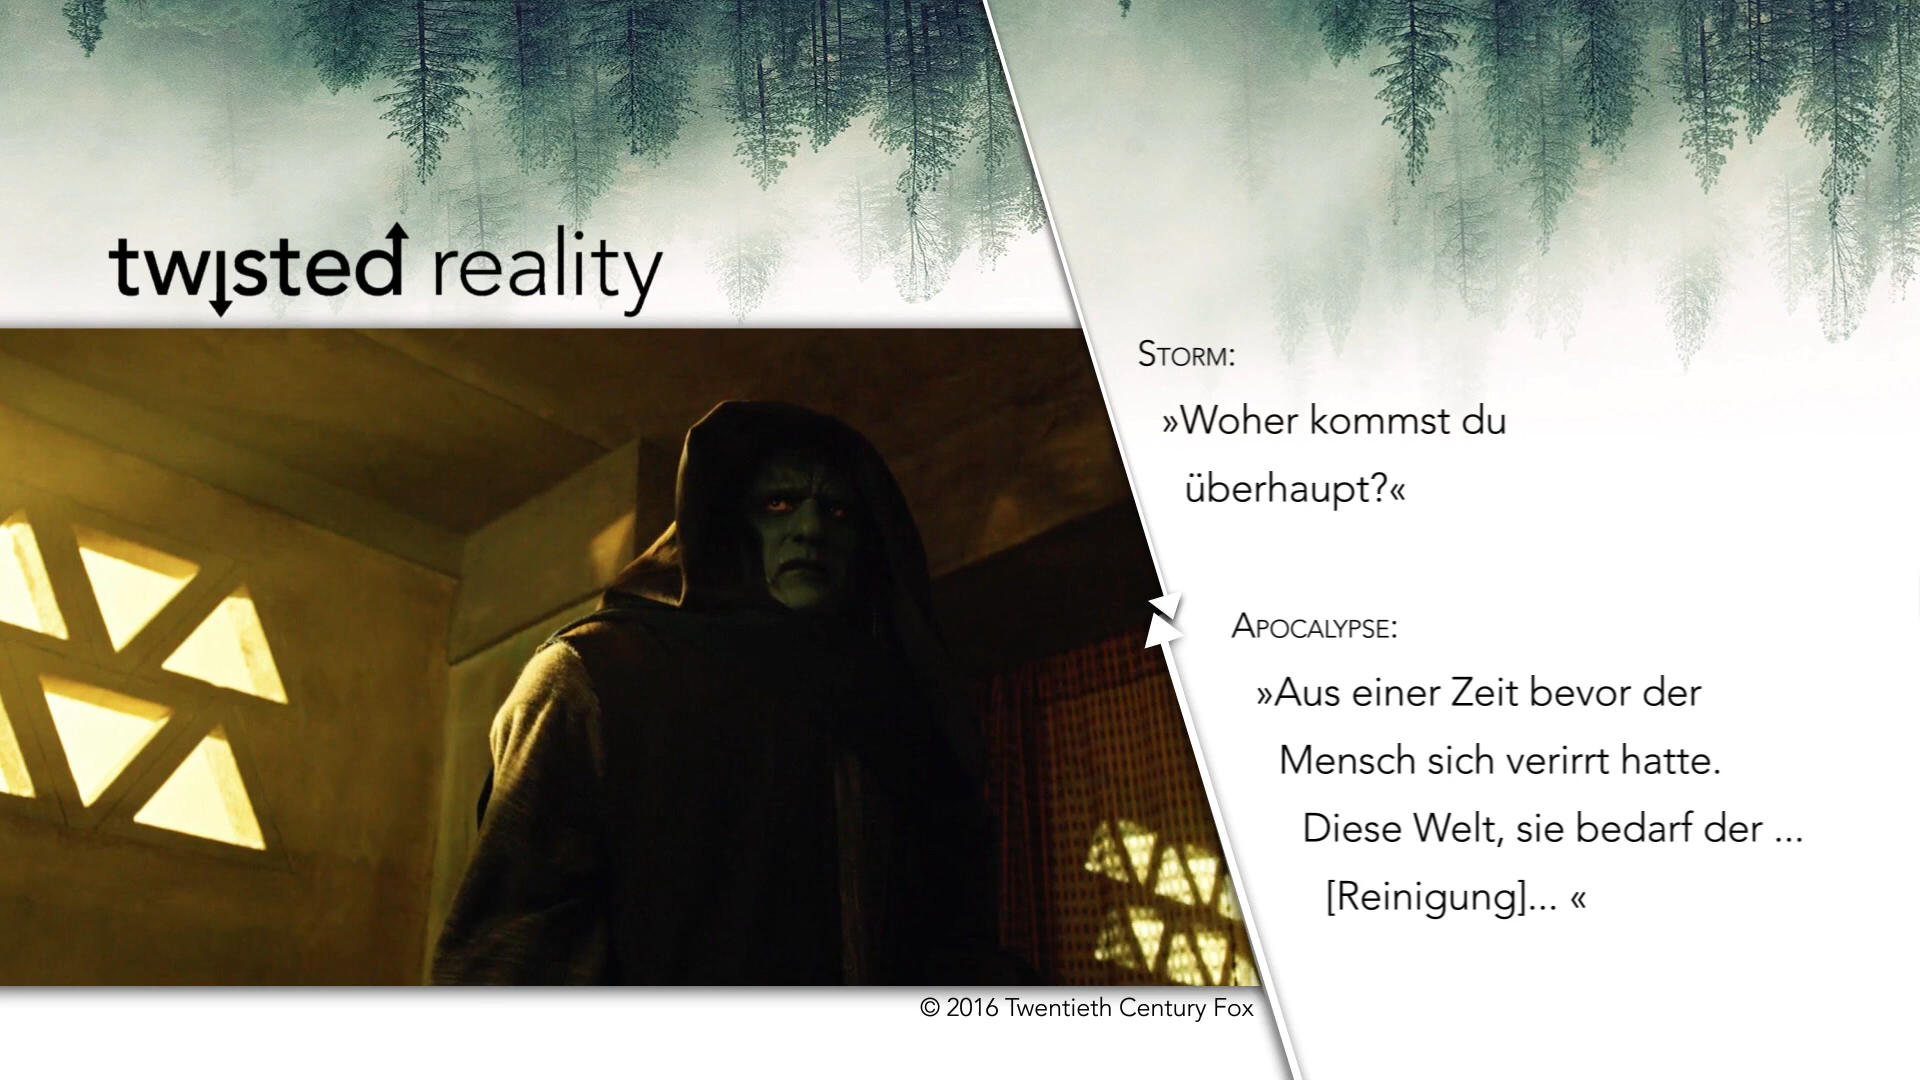 twisted reality
STORM:
»Woher kommst du
überhaupt?«
APOCALYPSE:
»Aus einer Zeit bevor der
Mensch sich verirrt hatte.
Diese Welt, sie bedarf der ...
[Reinigung]... «
© 2016 Twentieth Century Fox